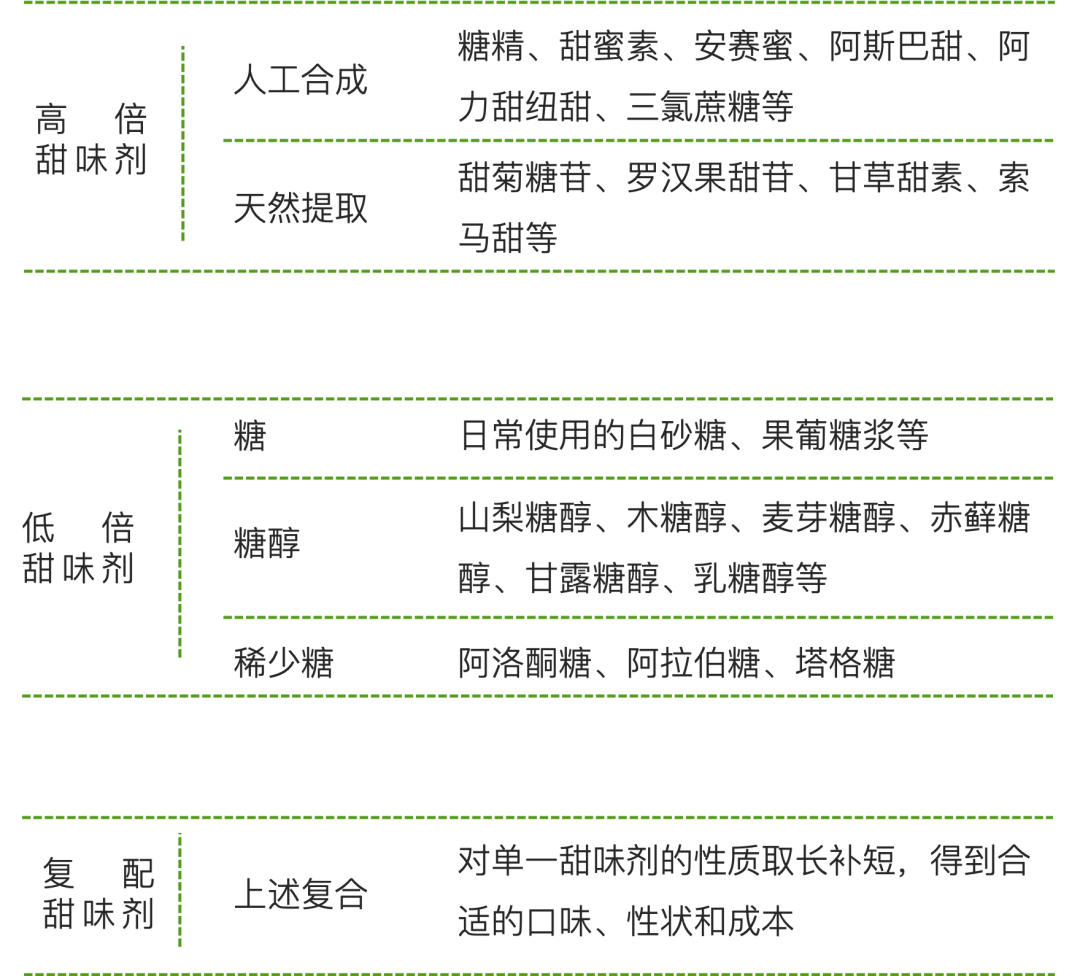 高倍
甜味剂
人工合成
糖精、甜蜜素、安赛蜜、阿斯巴甜、阿
力甜纽甜、三氯蔗糖等
天然提取
甜菊糖苷、罗汉果甜苷、甘草甜素、索
马甜等
低倍
甜味剂
糖
日常使用的白砂糖、果葡糖浆等
糖醇
山梨糖醇、木糖醇、麦芽糖醇、赤藓糖
醇、甘露糖醇、乳糖醇等
稀少糖
阿洛酮糖、阿拉伯糖、塔格糖
复配
甜味剂
上述复合
对单一甜味剂的性质取长补短，得到合
适的口味、性状和成本